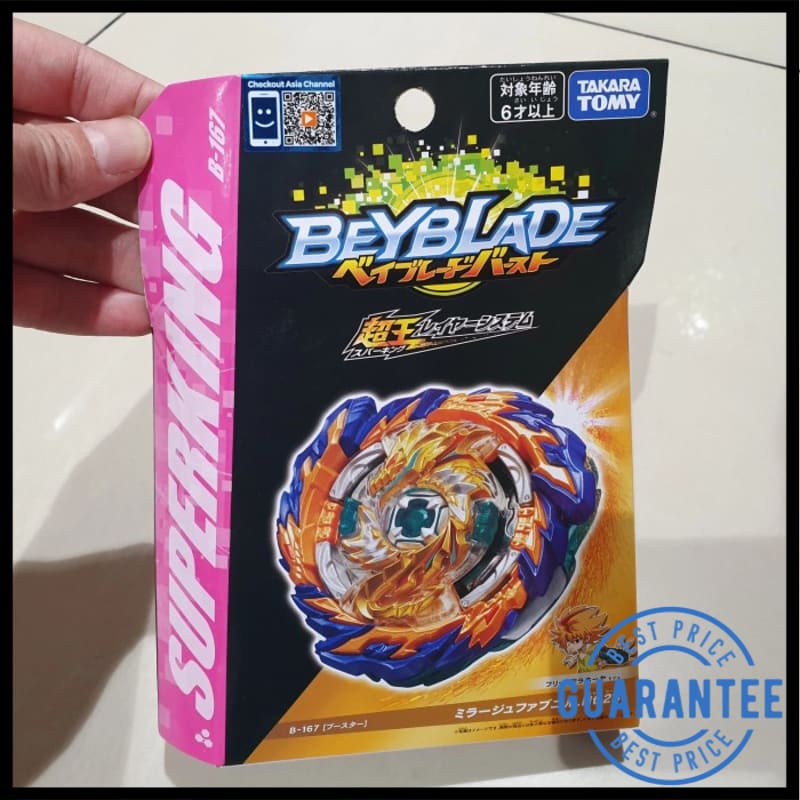 Checkout Asia Channel
たいしょうねんれい
対象年齢
さい いじょう
6才以上
TAKARA
TOMY
B-167
SUPERKING
BEYBLADE
ベイブレードバースト
超王レイヤーシステム
スパーキング
B-167 [ブースター]
BEST PRICE
GUARANTEE
BEST PRICE